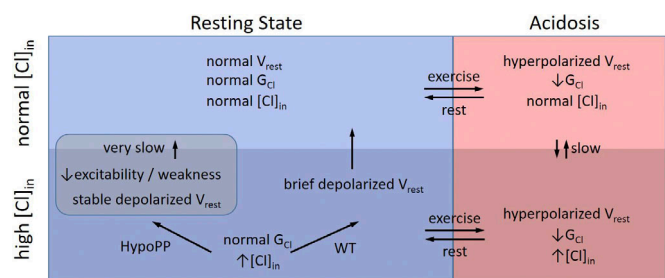 Resting State
Acidosis
normal [Cl]in
high [Cl]in
normal Vrest
normal GCl
normal [Cl]in
exercise
rest
hyperpolarized Vrest
↓GCl
normal [Cl]in
very slow ↑
↓excitability / weakness
stable depolarized Vrest
brief depolarized Vrest
↓↑slow
HypoPP
normal GCl
↑[Cl]in
WT
exercise
rest
hyperpolarized Vrest
↓GCl
↑[Cl]in